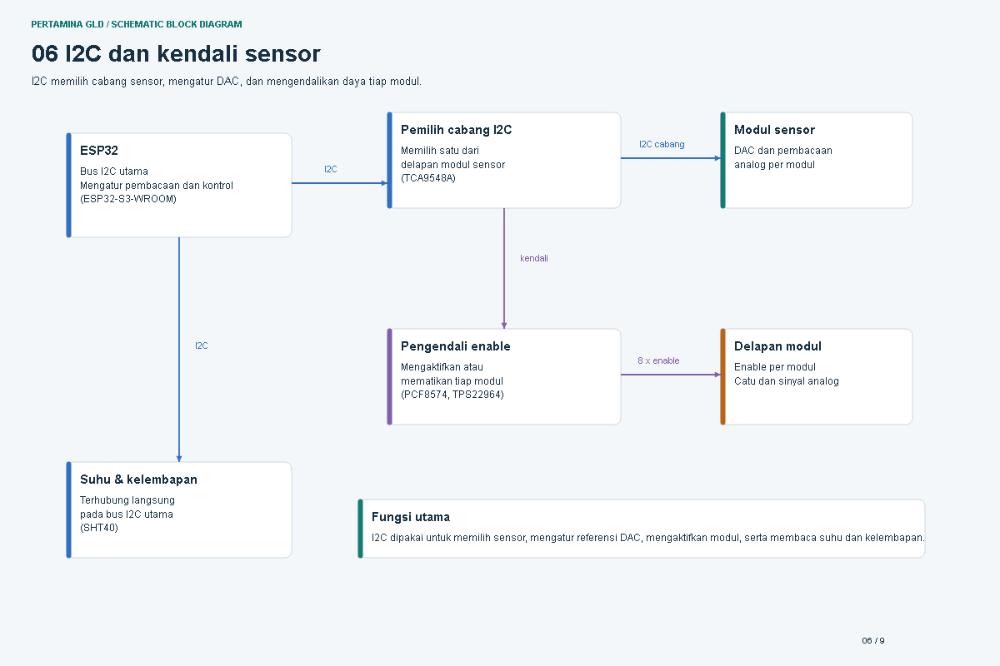 PERTAMINA GLD / SCHEMATIC BLOCK DIAGRAM
06 I2C dan kendali sensor
I2C memilih cabang sensor, mengatur DAC, dan mengendalikan daya tiap modul.
ESP32
Bus I2C utama
Mengatur pembacaan dan kontrol
(ESP32-S3-WROOM)
I2C
Pemilih cabang I2C
Memilih satu dari
delapan modul sensor
(TCA9548A)
I2C cabang
Modul sensor
DAC dan pembacaan
analog per modul
kendali
I2C
Pengendali enable
Mengaktifkan atau
mematikan tiap modul
(PCF8574, TPS22964)
8 x enable
Delapan modul
Enable per modul
Catu dan sinyal analog
Suhu & kelembapan
Terhubung langsung
pada bus I2C utama
(SHT40)
Fungsi utama
I2C dipakai untuk memilih sensor, mengatur referensi DAC, mengaktifkan modul, serta membaca suhu dan kelembapan.
06 / 9